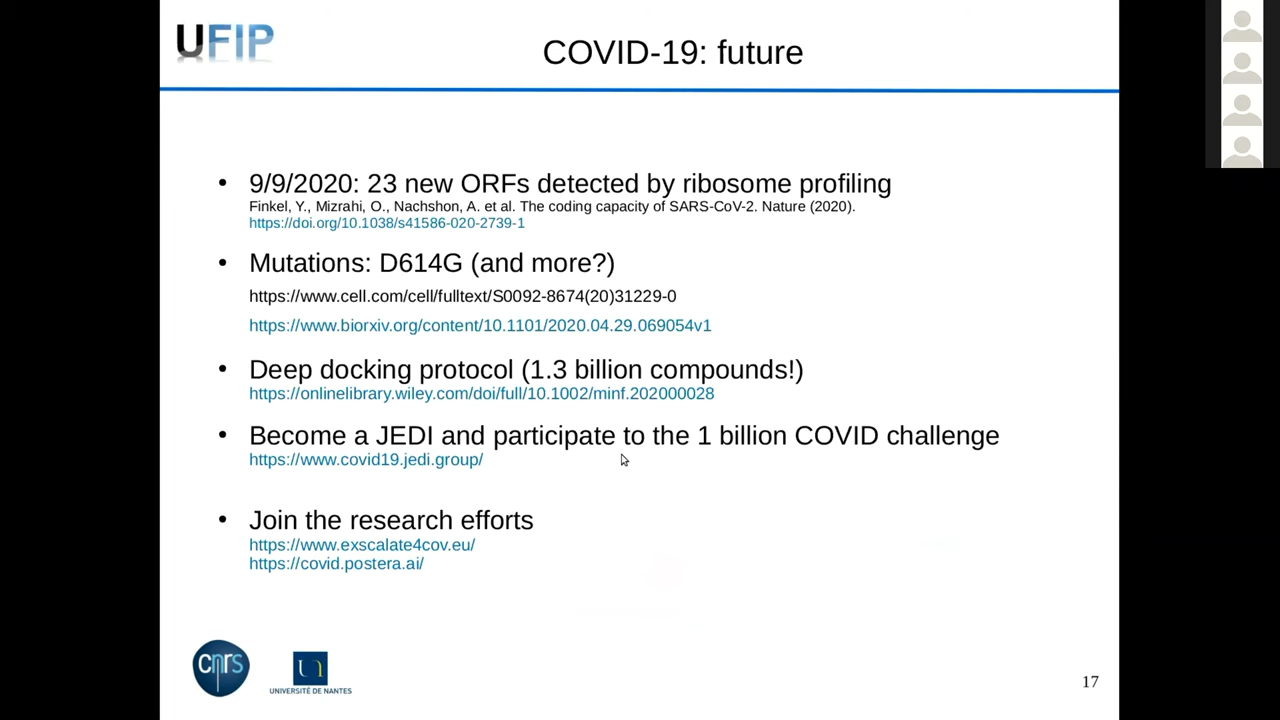 UFIP
COVID-19: future
• 9/9/2020: 23 new ORFs detected by ribosome profiling
Finkel, Y., Mizrahi, O., Nachshon, A. et al. The coding capacity of SARS-CoV-2. Nature (2020).
https://doi.org/10.1038/s41586-020-2739-1
• Mutations: D614G (and more?)
https://www.cell.com/cell/fulltext/S0092-8674(20)31229-0
https://www.biorxiv.org/content/10.1101/2020.04.29.069054v1
• Deep docking protocol (1.3 billion compounds!)
https://onlinelibrary.wiley.com/doi/full/10.1002/minf.202000028
• Become a JEDI and participate to the 1 billion COVID challenge
https://www.covid19.jedi.group/
• Join the research efforts
https://www.exscalate4cov.eu/
https://covid.postera.ai/
cnrs
UNIVERSITÉ DE NANTES
17